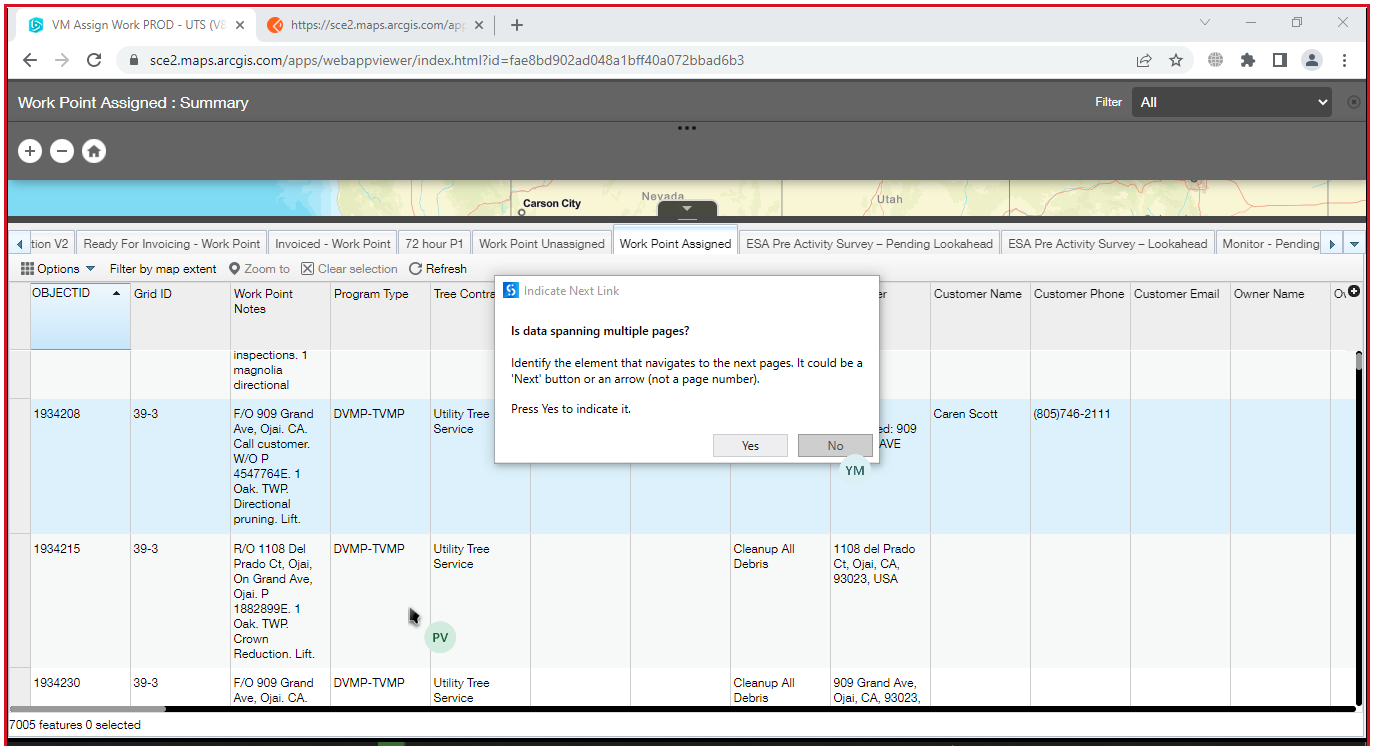 VM Assign Work PROD - UTS (V8
https://sce2.maps.arcgis.com/app
sce2.maps.arcgis.com/apps/webappviewer/index.html?id=fae8bd902ad048a1bff40a072bbad6b3
Work Point Assigned : Summary
Filter
All
Nevada
Utah
Carson City
tion V2
Ready For Invoicing - Work Point
Invoiced - Work Point
72 hour P1
Work Point Unassigned
Work Point Assigned
ESA Pre Activity Survey – Pending Lookahead
ESA Pre Activity Survey – Lookahead
Monitor - Pending
Options
Filter by map extent
Zoom to
Clear selection
Refresh
OBJECTID
Grid ID
Work Point
Notes
Program Type
Tree Contra
er
Customer Name
Customer Phone
Customer Email
Owner Name
Indicate Next Link
Is data spanning multiple pages?
Identify the element that navigates to the next pages. It could be a
'Next' button or an arrow (not a page number).
Press Yes to indicate it.
Yes
No
YM
inspections. 1
magnolia
directional
1934208
39-3
F/O 909 Grand
Ave, Ojai. CA.
Call customer.
W/O P
4547764E. 1
Oak. TWP.
Directional
pruning. Lift.
DVMP-TVMP
Utility Tree
Service
ed: 909
AVE
Caren Scott
(805)746-2111
1934215
39-3
R/O 1108 Del
Prado Ct, Ojai,
On Grand Ave,
Ojai. P
1882899E. 1
Oak. TWP.
Crown
Reduction. Lift.
DVMP-TVMP
Utility Tree
Service
Cleanup All
Debris
1108 del Prado
Ct, Ojai, CA,
93023, USA
PV
1934230
39-3
F/O 909 Grand
Ave, Ojai. CA.
DVMP-TVMP
Utility Tree
Service
Cleanup All
Debris
909 Grand Ave,
Ojai, CA, 93023,
7005 features 0 selected